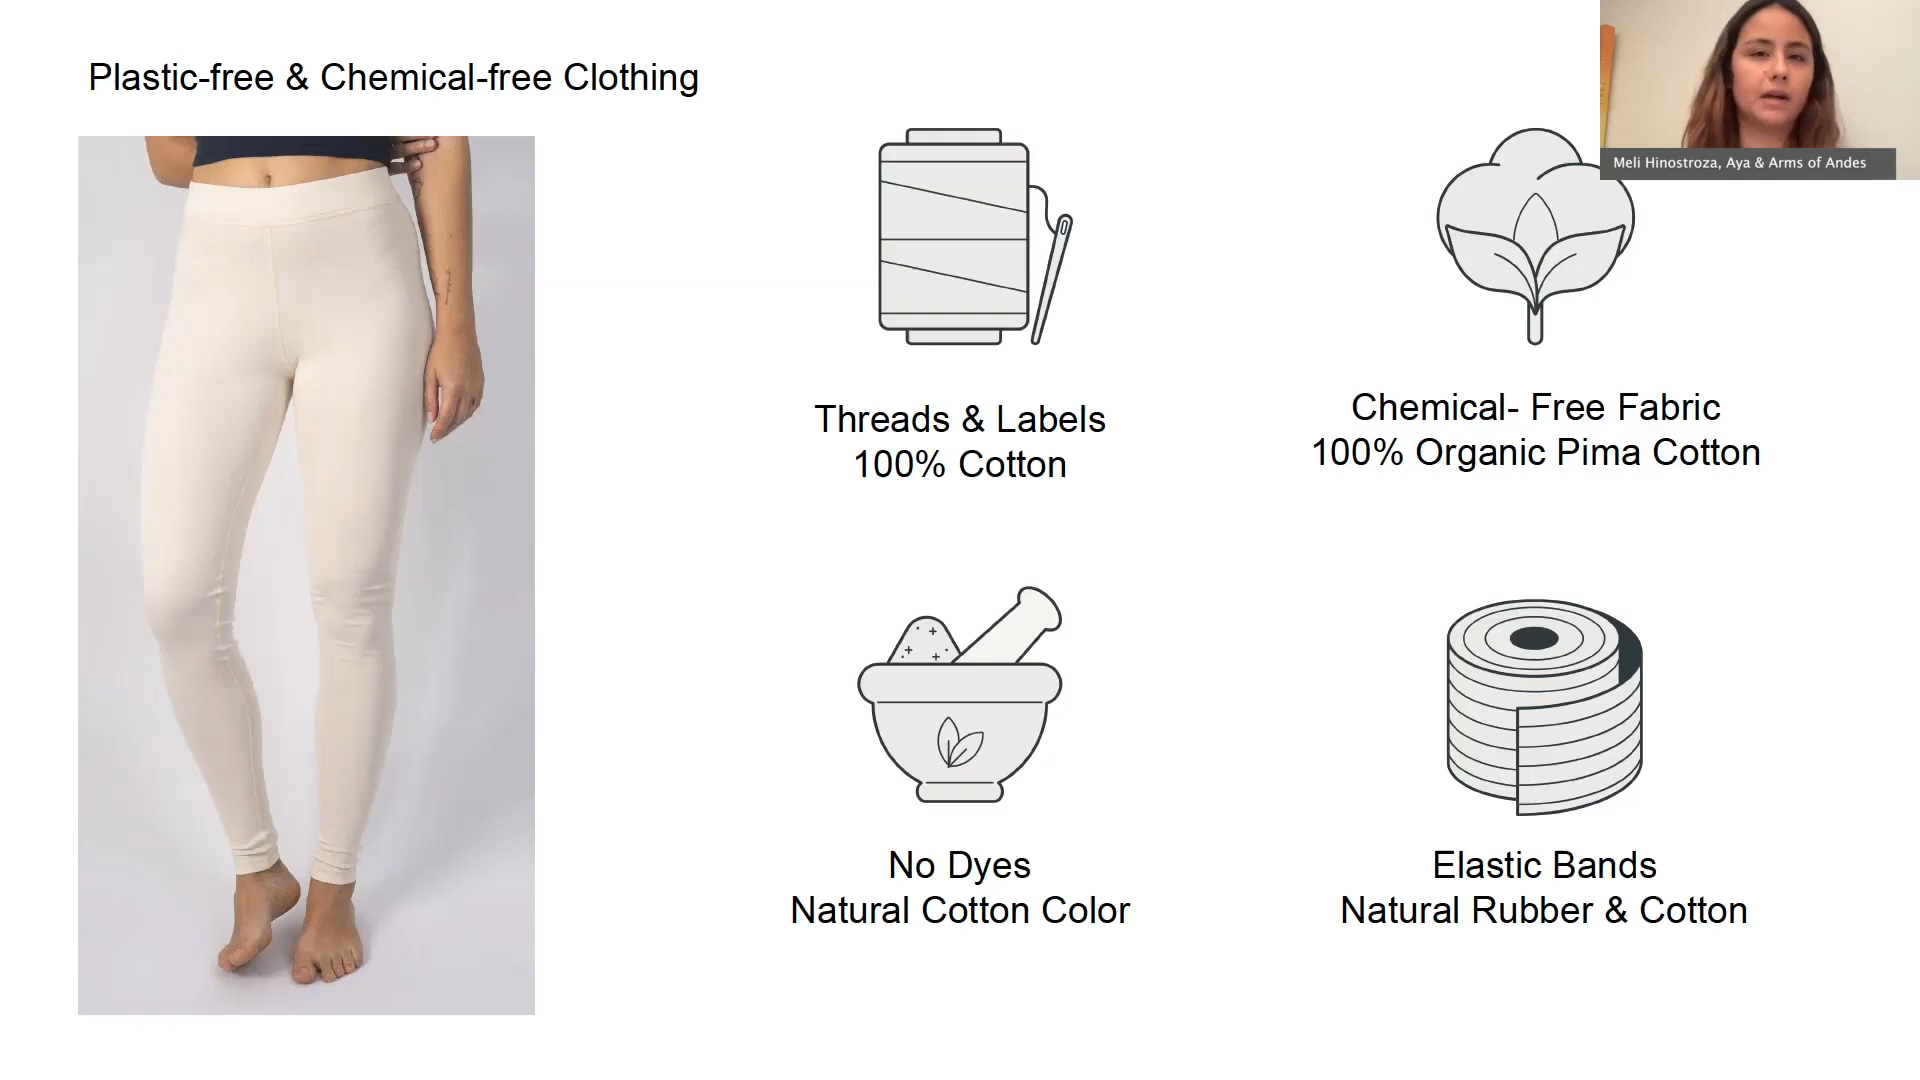 Plastic-free & Chemical-free Clothing
Meli Hinostroza, Aya & Arms of Andes
Threads & Labels
100% Cotton
Chemical- Free Fabric
100% Organic Pima Cotton
No Dyes
Natural Cotton Color
Elastic Bands
Natural Rubber & Cotton